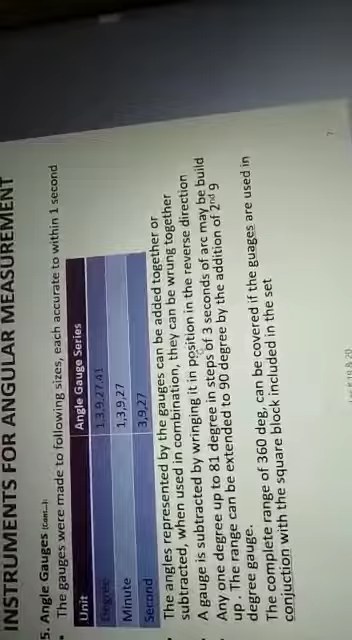 INSTRUMENTS FOR ANGULAR MEASUREMENT
5. Angle Gauges (Cont...)
• The gauges were made to following sizes, each accurate to within 1 second
Unit Angle Gauge Series
Degree 1,3,9,27,41
Minute 1,3,9,27
Second 3,9,27
The angles represented by the gauges can be added together or
subtracted, when used in combination, they can be wrung together
A gauge is subtracted by wringing it in position in the reverse direction
Any one degree up to 81 degree in steps of 3 seconds of arc may be build
up . The range can be extended to 90 degree by the addition of 2nd 9
degree gauge.
The complete range of 360 deg, can be covered if the guages are used in
conjuction with the square block included in the set
7